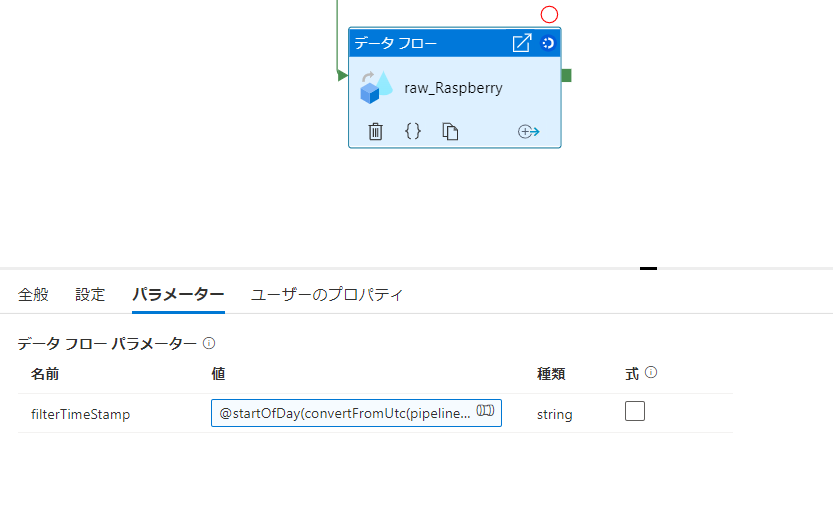 データ フロー
raw_Raspberry
{}
全般 設定 パラメーター ユーザーのプロパティ
データ フロー パラメーター
名前 値 種類 式
filterTimeStamp @startOfDay(convertFromUtc(pipeline... string